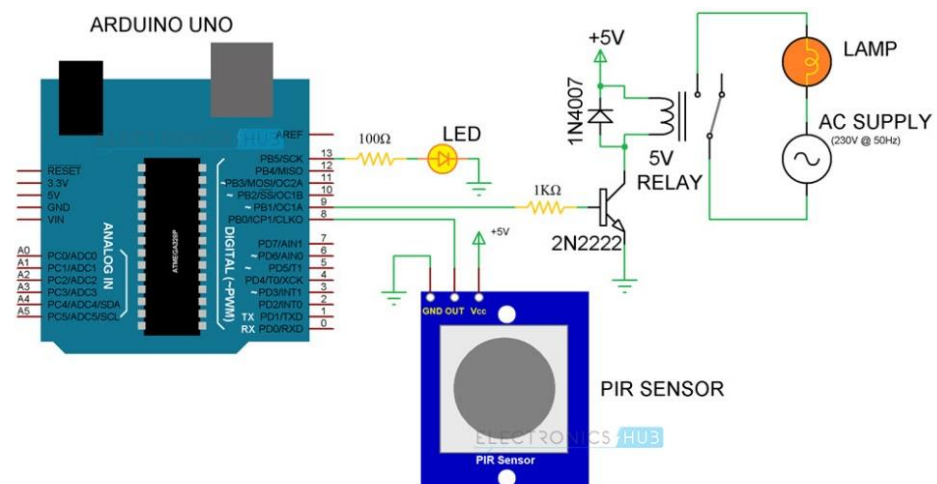 ARDUINO UNO
ELECTRONICS HUB
AREF
13 PB5/SCK
12 PB4/MISO
11 ~PB3/MOSI/OC2A
10 ~PB2/SS/OC1B
9 ~PB1/OC1A
8 PB0/ICP1/CLKO
7 PD7/AIN1
6 ~PD6/AIN0
5 ~PD5/T1
4 PD4/T0/XCK
3 ~PD3/INT1
2 PD2/INT0
1 TX PD1/TXD
0 RX PD0/RXD
RESET
3.3V
5V
GND
VIN
A0 PC0/ADC0
A1 PC1/ADC1
A2 PC2/ADC2
A3 PC3/ADC3
A4 PC4/ADC4/SDA
A5 PC5/ADC5/SCL
ANALOG IN
ATMEGA328P
DIGITAL (~PWM)
100Ω
LED
1KΩ
+5V
1N4007
5V
RELAY
2N2222
LAMP
AC SUPPLY
(230V @ 50Hz)
+5V
GND OUT Vcc
PIR SENSOR
ELECTRONICS HUB
PIR Sensor